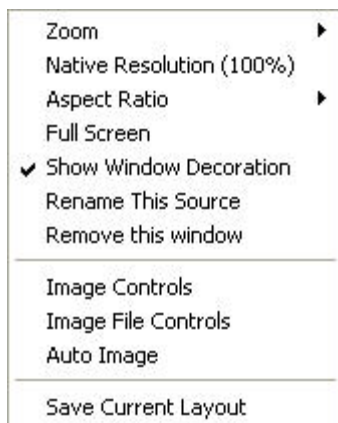 Zoom
Native Resolution (100%)
Aspect Ratio
Full Screen
Show Window Decoration
Rename This Source
Remove this window
Image Controls
Image File Controls
Auto Image
Save Current Layout